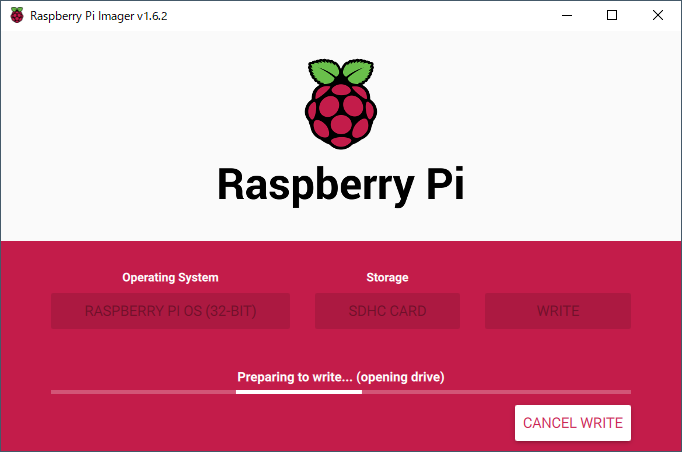 Raspberry Pi Imager v1.6.2
Raspberry Pi
Operating System Storage
RASPBERRY PI OS (32-BIT) SDHC CARD WRITE
Preparing to write... (opening drive)
CANCEL WRITE